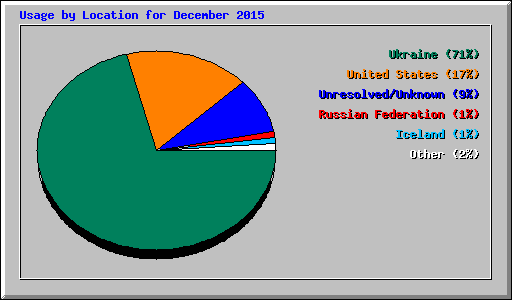 Usage by Location for December 2015
Ukraine (71%)
United States (17%)
Unresolved/Unknown (9%)
Russian Federation (1%)
Iceland (1%)
Other (2%)